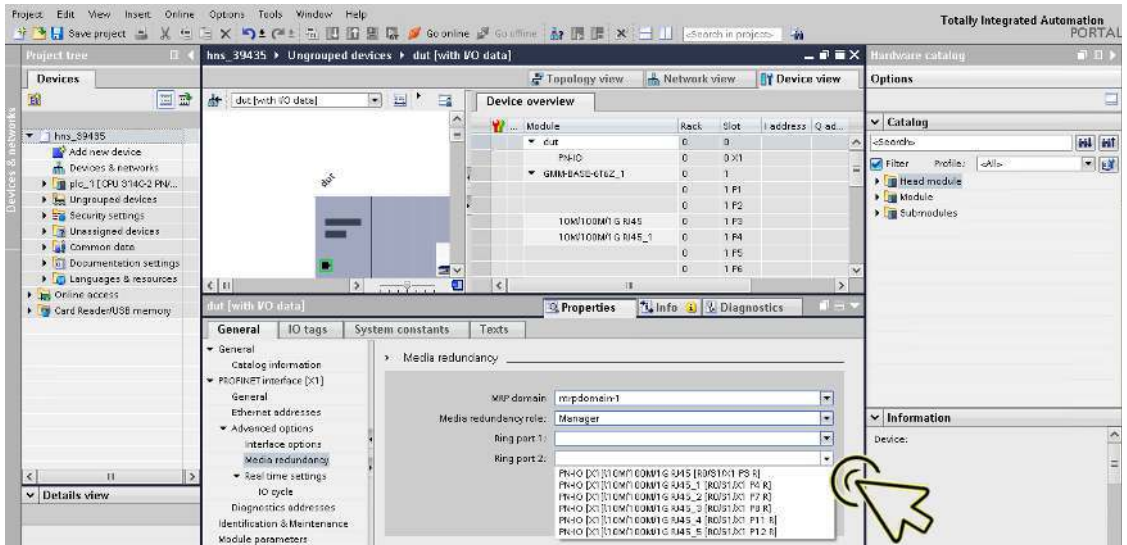 Project Edit View Insert Online Options Tools Window Help
Totally Integrated Automation
PORTAL
Save project Go online Go offline <Search in project>
Project tree
hns_39435 ▸ Ungrouped devices ▸ dut [with I/O data]
Hardware catalog
Devices
Topology view Network view Device view
Options
Devices & networks
dut [with I/O data]
Device overview
... Module Rack Slot I address Q ad...
Catalog
dut 0 0
PN-IO 0 0 X1
GMM-BASE-6T6Z_1 0 1
0 1 P1
0 1 P2
10M/100M/1G RJ45 0 1 P3
10M/100M/1G RJ45_1 0 1 P4
0 1 P5
0 1 P6
dut
<Search>
Filter Profile: <All>
Head module
Module
Submodules
hns_39435
Add new device
Devices & networks
plc_1 [CPU 314C-2 PN/...
Ungrouped devices
Security settings
Unassigned devices
Common data
Documentation settings
Languages & resources
Online access
Card Reader/USB memory
dut [with I/O data]
Properties Info Diagnostics
General IO tags System constants Texts
General
Catalog information
PROFINET interface [X1]
General
Ethernet addresses
Advanced options
Interface options
Media redundancy
Real time settings
IO cycle
Diagnostics addresses
Identification & Maintenance
Module parameters
Media redundancy
MRP domain mrpdomain-1
Media redundancy role: Manager
Ring port 1:
Ring port 2:
PN-IO [X1]\10M/100M/1G RJ45 [R0/S1/X1 P3 R]
PN-IO [X1]\10M/100M/1G RJ45_1 [R0/S1/X1 P4 R]
PN-IO [X1]\10M/100M/1G RJ45_2 [R0/S1/X1 P7 R]
PN-IO [X1]\10M/100M/1G RJ45_3 [R0/S1/X1 P8 R]
PN-IO [X1]\10M/100M/1G RJ45_4 [R0/S1/X1 P11 R]
PN-IO [X1]\10M/100M/1G RJ45_5 [R0/S1/X1 P12 R]
Information
Device:
Details view